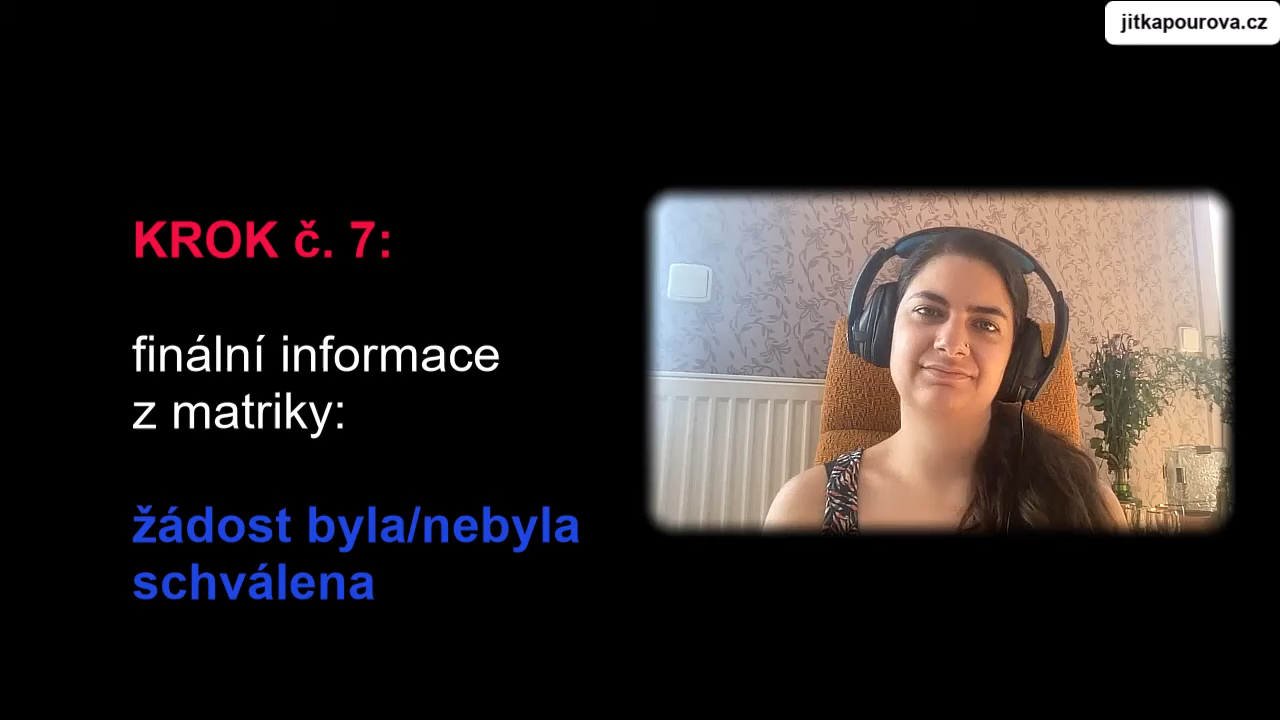 jitkapourova.cz
KROK č. 7:
finální informace
z matriky:
žádost byla/nebyla
schválena